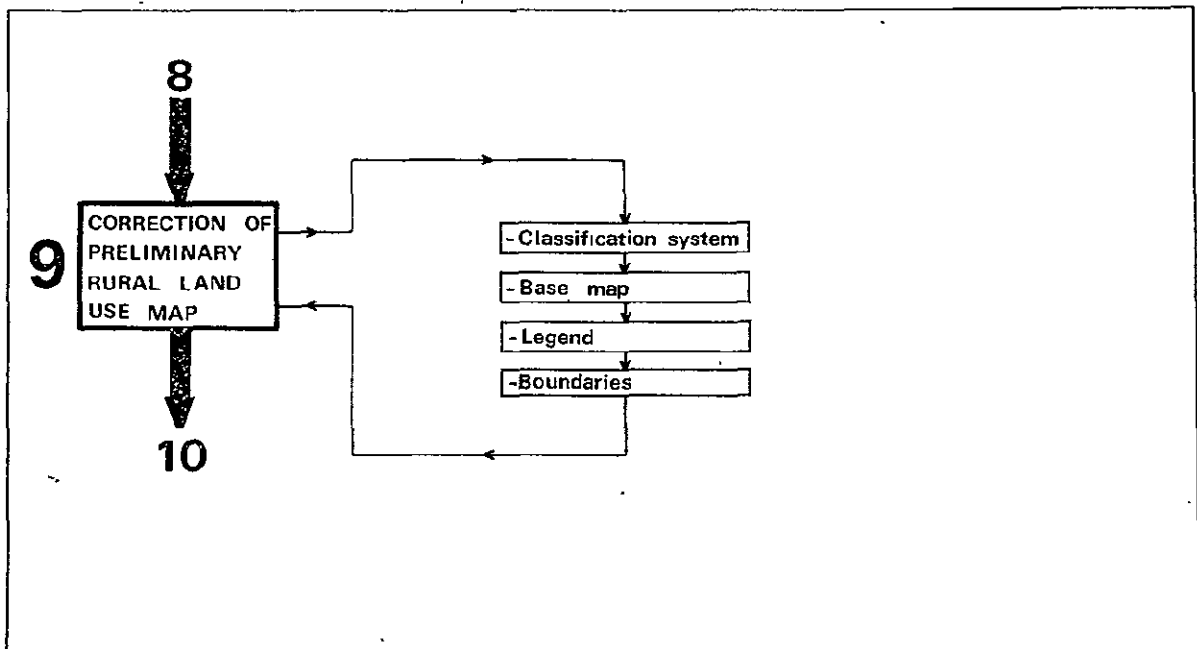 8
9
CORRECTION OF
PRELIMINARY
RURAL LAND
USE MAP
10
-Classification system
-Base map
-Legend
-Boundaries